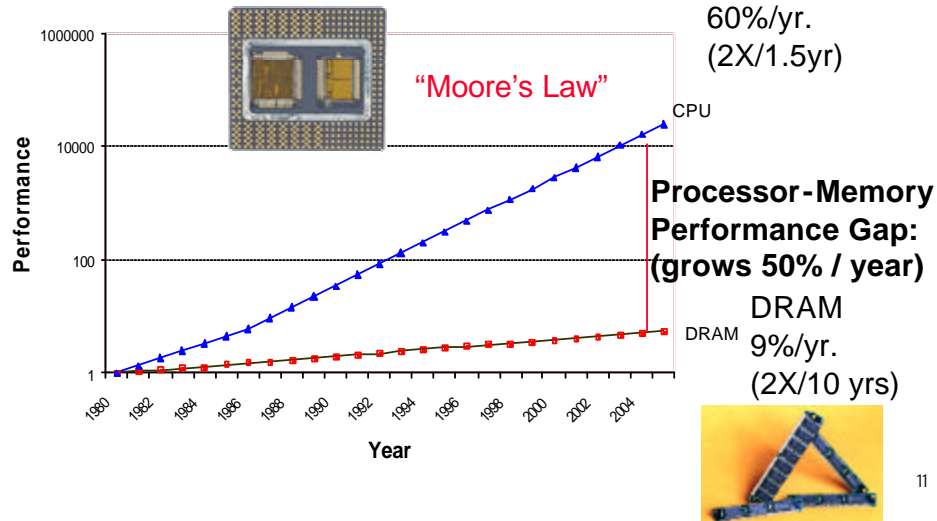 60%/yr.
(2X/1.5yr)
1000000
10000
100
1
Performance
“Moore’s Law”
CPU
Processor-Memory
Performance Gap:
(grows 50% / year)
DRAM
DRAM
9%/yr.
(2X/10 yrs)
1980
1982
1984
1986
1988
1990
1992
1994
1996
1998
2000
2002
2004
Year
11